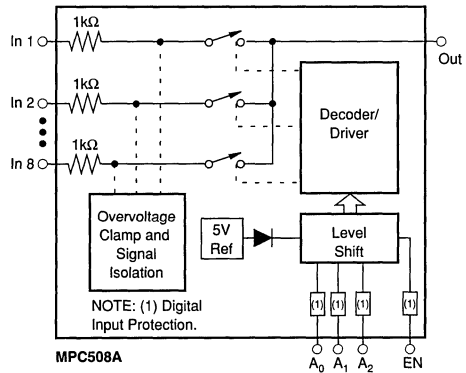 1kΩ
In 1
Out
1kΩ
In 2
Decoder/
Driver
1kΩ
In 8
Overvoltage
Clamp and
Signal
Isolation
5V
Ref
Level
Shift
NOTE: (1) Digital
Input Protection.
(1) (1) (1) (1)
MPC508A
A0 A1 A2 EN